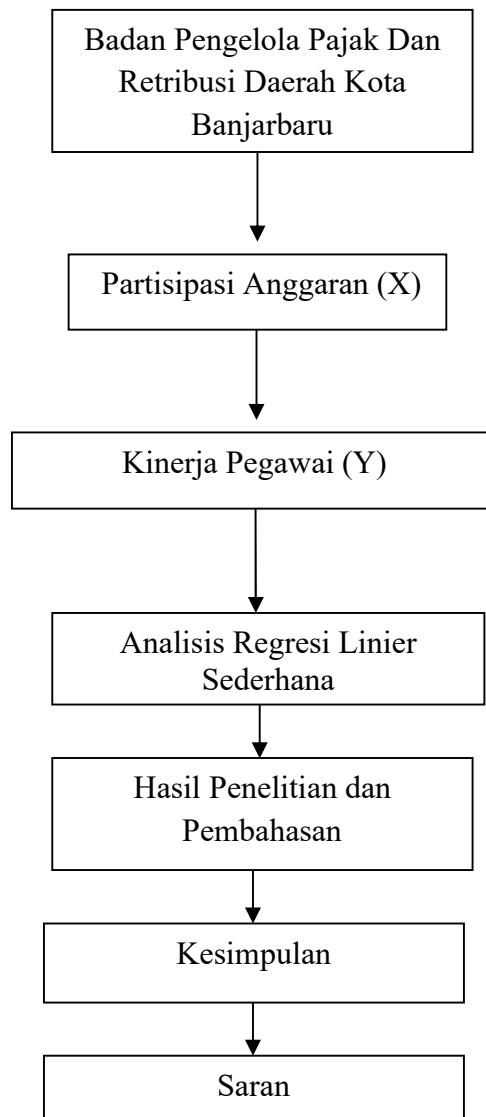 Badan Pengelola Pajak Dan
Retribusi Daerah Kota
Banjarbaru
Partisipasi Anggaran (X)
Kinerja Pegawai (Y)
Analisis Regresi Linier
Sederhana
Hasil Penelitian dan
Pembahasan
Kesimpulan
Saran